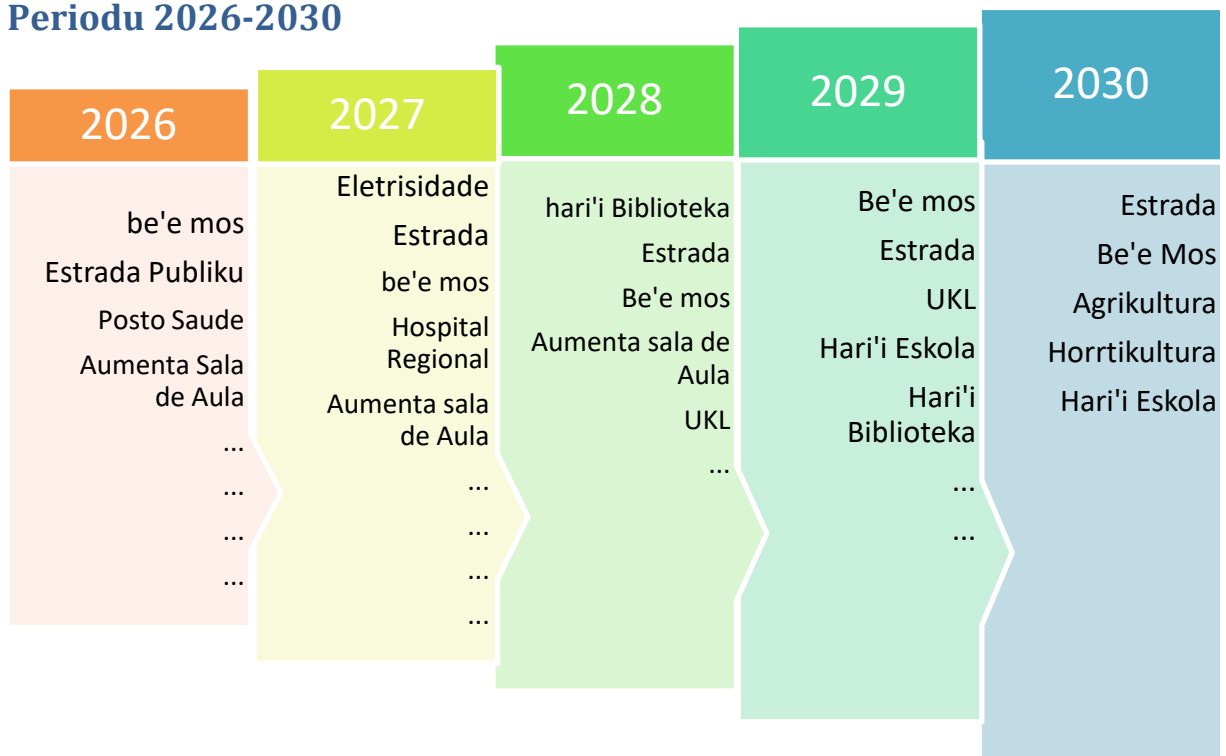 Periodu 2026-2030
2026
be'e mos
Estrada Publiku
Posto Saude
Aumenta Sala
de Aula
...
...
...
...
2027
Eletrisidade
Estrada
be'e mos
Hospital
Regional
Aumenta sala
de Aula
...
...
...
...
2028
hari'i Biblioteka
Estrada
Be'e mos
Aumenta sala de
Aula
UKL
...
2029
Be'e mos
Estrada
UKL
Hari'i Eskola
Hari'i
Biblioteka
...
...
2030
Estrada
Be'e Mos
Agrikultura
Horrtikultura
Hari'i Eskola